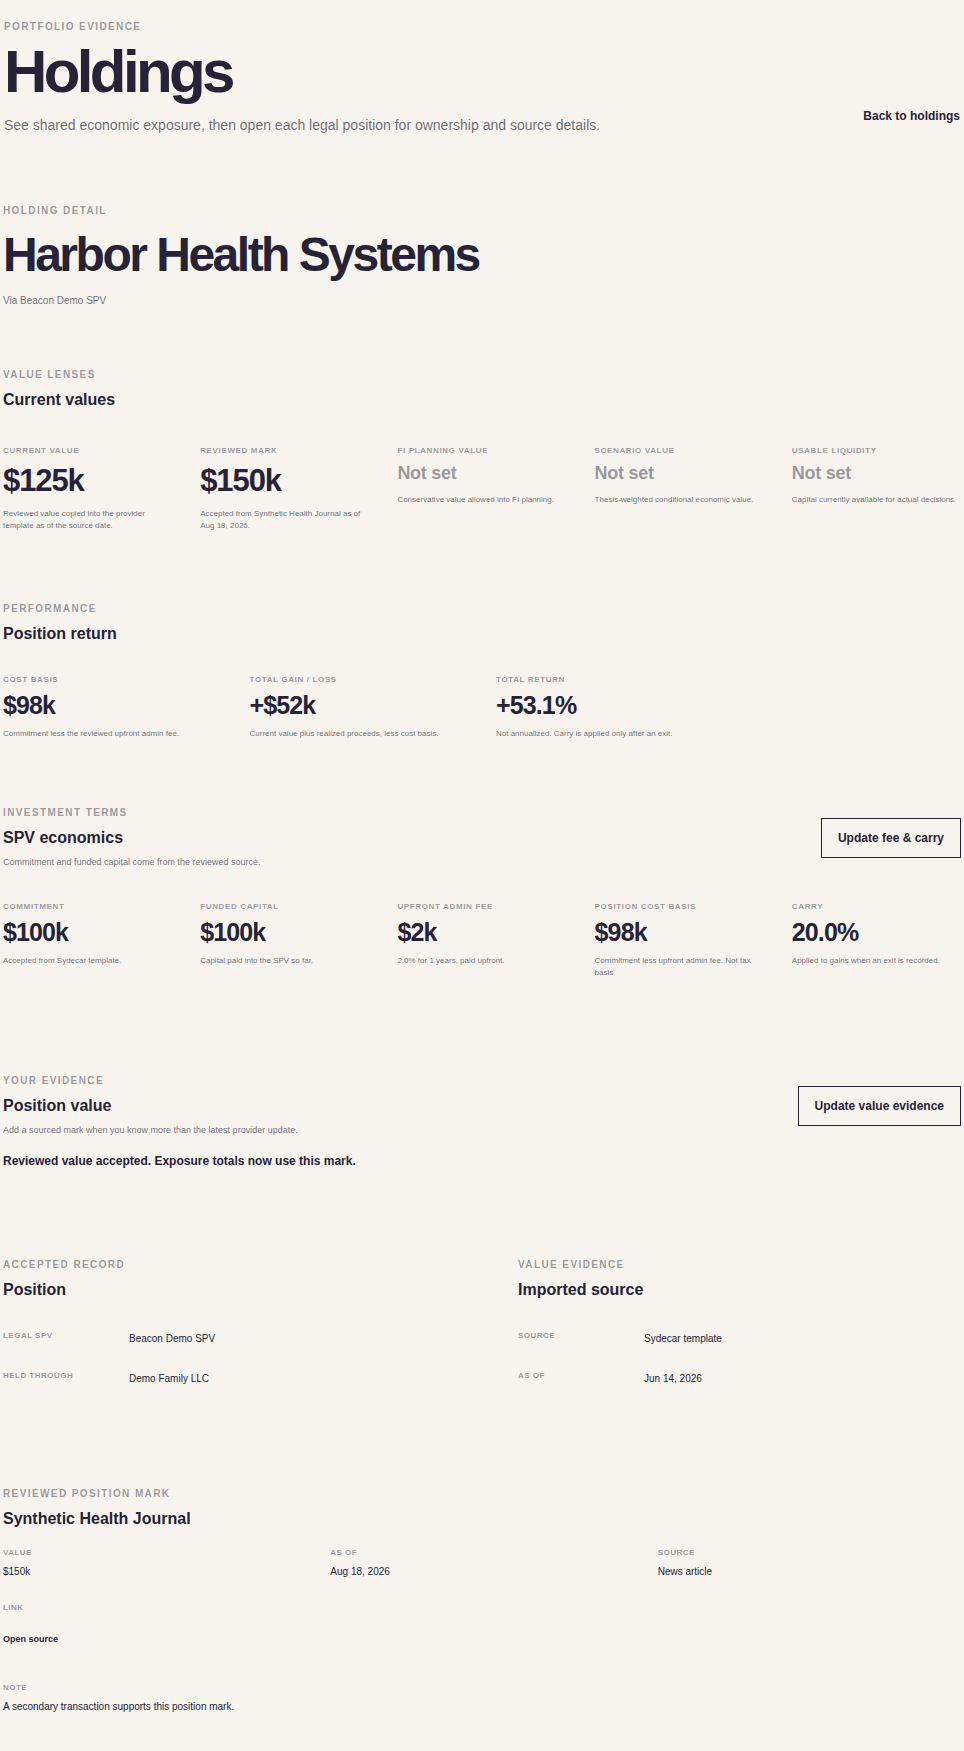 PORTFOLIO EVIDENCE
Holdings
See shared economic exposure, then open each legal position for ownership and source details.
Back to holdings
HOLDING DETAIL
Harbor Health Systems
Via Beacon Demo SPV
VALUE LENSES
Current values
CURRENT VALUE
$125k
Reviewed value copied into the provider
template as of the source date.
REVIEWED MARK
$150k
Accepted from Synthetic Health Journal as of
Aug 18, 2026.
FI PLANNING VALUE
Not set
Conservative value allowed into FI planning.
SCENARIO VALUE
Not set
Thesis-weighted conditional economic value.
USABLE LIQUIDITY
Not set
Capital currently available for actual decisions.
PERFORMANCE
Position return
COST BASIS
$98k
Commitment less the reviewed upfront admin fee.
TOTAL GAIN / LOSS
+$52k
Current value plus realized proceeds, less cost basis.
TOTAL RETURN
+53.1%
Not annualized. Carry is applied only after an exit.
INVESTMENT TERMS
SPV economics
Commitment and funded capital come from the reviewed source.
Update fee & carry
COMMITMENT
$100k
Accepted from Sydecar template.
FUNDED CAPITAL
$100k
Capital paid into the SPV so far.
UPFRONT ADMIN FEE
$2k
2.0% for 1 years, paid upfront.
POSITION COST BASIS
$98k
Commitment less upfront admin fee. Not tax
basis.
CARRY
20.0%
Applied to gains when an exit is recorded.
YOUR EVIDENCE
Position value
Add a sourced mark when you know more than the latest provider update.
Update value evidence
Reviewed value accepted. Exposure totals now use this mark.
ACCEPTED RECORD
Position
LEGAL SPV
Beacon Demo SPV
HELD THROUGH
Demo Family LLC
VALUE EVIDENCE
Imported source
SOURCE
Sydecar template
AS OF
Jun 14, 2026
REVIEWED POSITION MARK
Synthetic Health Journal
VALUE
$150k
AS OF
Aug 18, 2026
SOURCE
News article
LINK
Open source
NOTE
A secondary transaction supports this position mark.